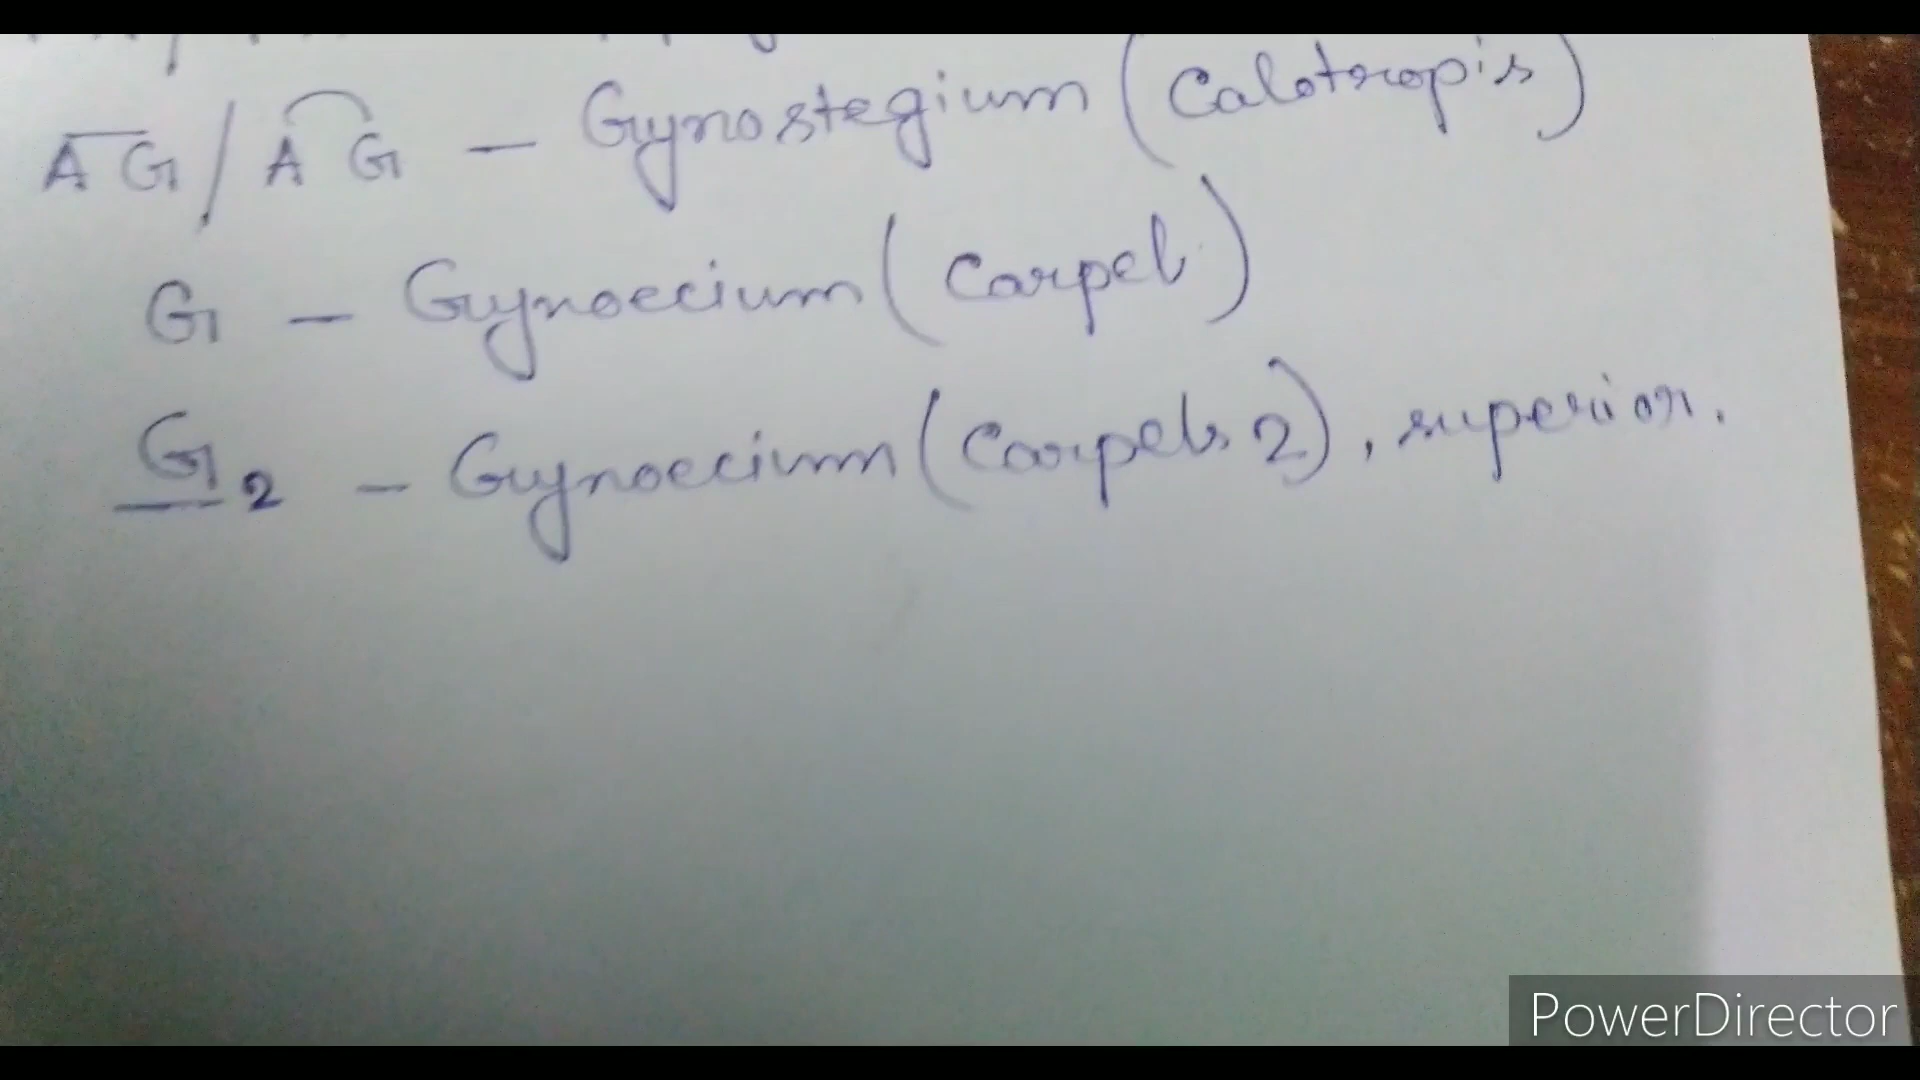 A̅G̅ / A͡G - Gynostegium (Calotropis)
G - Gynoecium (Carpel)
G̲₂ - Gynoecium (Carpels 2), superior.
PowerDirector